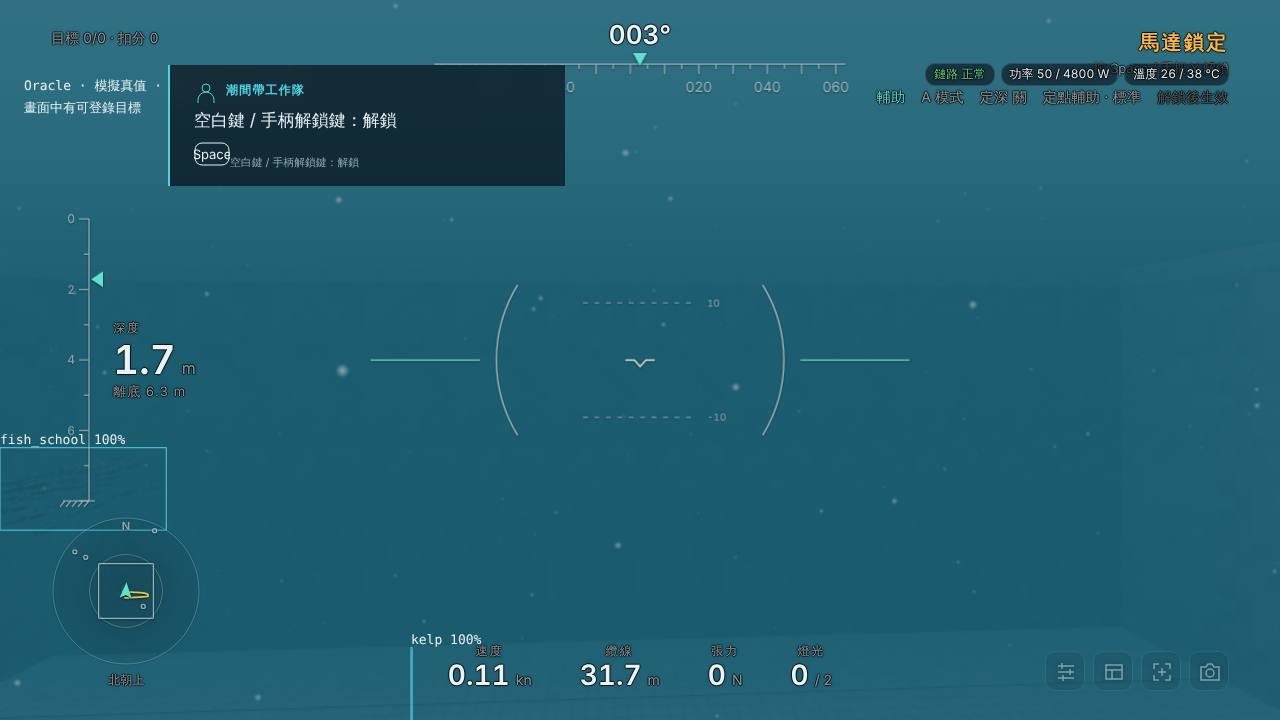 目標 0/0 · 扣分 0
003°
馬達鎖定
鏈路 正常
功率 50 / 4800 W
溫度 26 / 38 °C
輔助 A 模式 定深 關 定點輔助 · 標準 解鎖後生效
0 020 040 060
Oracle · 模擬真值 ·
畫面中有可登錄目標
潮間帶工作隊
空白鍵 / 手柄解鎖鍵：解鎖
Space 空白鍵 / 手柄解鎖鍵：解鎖
0
2
4
6
深度
1.7 m
離底 6.3 m
10
-10
fish_school 100%
N
北朝上
kelp 100%
速度 纜線 張力 燈光
0.11 kn 31.7 m 0 N 0 / 2